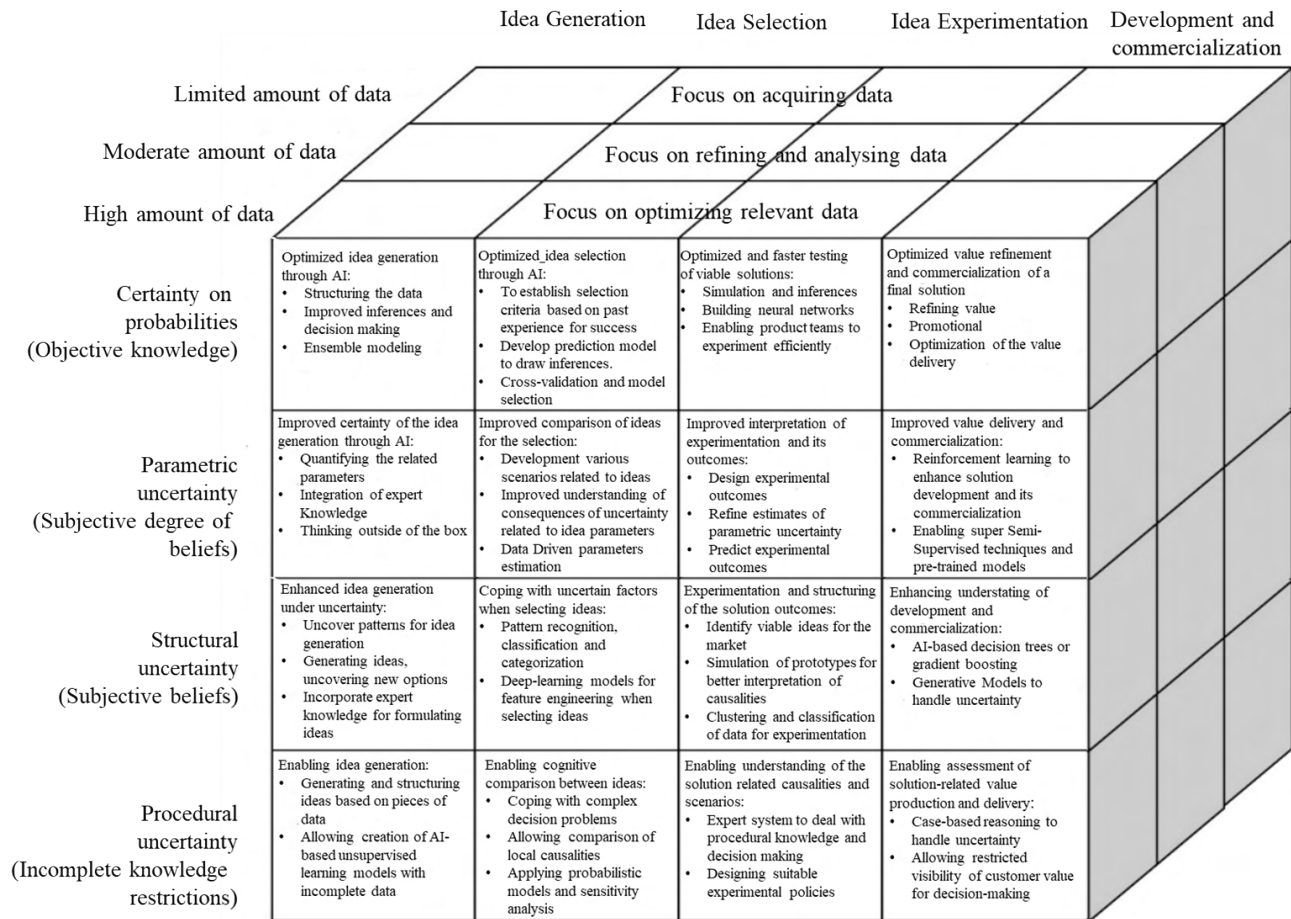 Idea Generation
Idea Selection
Idea Experimentation
Development and
commercialization
Limited amount of data
Focus on acquiring data
Moderate amount of data
Focus on refining and analysing data
High amount of data
Focus on optimizing relevant data
Certainty on
probabilities
(Objective knowledge)
Optimized idea generation
through AI:
• Structuring the data
• Improved inferences and
decision making
• Ensemble modeling
Optimized_idea selection
through AI:
• To establish selection
criteria based on past
experience for success
• Develop prediction model
to draw inferences.
• Cross-validation and model
selection
Optimized and faster testing
of viable solutions:
• Simulation and inferences
• Building neural networks
• Enabling product teams to
experiment efficiently
Optimized value refinement
and commercialization of a
final solution
• Refining value
• Promotional
• Optimization of the value
delivery
Parametric
uncertainty
(Subjective degree of
beliefs)
Improved certainty of the idea
generation through AI:
• Quantifying the related
parameters
• Integration of expert
Knowledge
• Thinking outside of the box
Improved comparison of ideas
for the selection:
• Development various
scenarios related to ideas
• Improved understanding of
consequences of uncertainty
related to idea parameters
• Data Driven parameters
estimation
Improved interpretation of
experimentation and its
outcomes:
• Design experimental
outcomes
• Refine estimates of
parametric uncertainty
• Predict experimental
outcomes
Improved value delivery and
commercialization:
• Reinforcement learning to
enhance solution
development and its
commercialization
• Enabling super Semi-
Supervised techniques and
pre-trained models
Structural
uncertainty
(Subjective beliefs)
Enhanced idea generation
under uncertainty:
• Uncover patterns for idea
generation
• Generating ideas,
uncovering new options
• Incorporate expert
knowledge for formulating
ideas
Coping with uncertain factors
when selecting ideas:
• Pattern recognition,
classification and
categorization
• Deep-learning models for
feature engineering when
selecting ideas
Experimentation and structuring
of the solution outcomes:
• Identify viable ideas for the
market
• Simulation of prototypes for
better interpretation of
causalities
• Clustering and classification
of data for experimentation
Enhancing understating of
development and
commercialization:
• AI-based decision trees or
gradient boosting
• Generative Models to
handle uncertainty
Procedural
uncertainty
(Incomplete knowledge
restrictions)
Enabling idea generation:
• Generating and structuring
ideas based on pieces of
data
• Allowing creation of AI-
based unsupervised
learning models with
incomplete data
Enabling cognitive
comparison between ideas:
• Coping with complex
decision problems
• Allowing comparison of
local causalities
• Applying probabilistic
models and sensitivity
analysis
Enabling understanding of the
solution related causalities and
scenarios:
• Expert system to deal with
procedural knowledge and
decision making
• Designing suitable
experimental policies
Enabling assessment of
solution-related value
production and delivery:
• Case-based reasoning to
handle uncertainty
• Allowing restricted
visibility of customer value
for decision-making